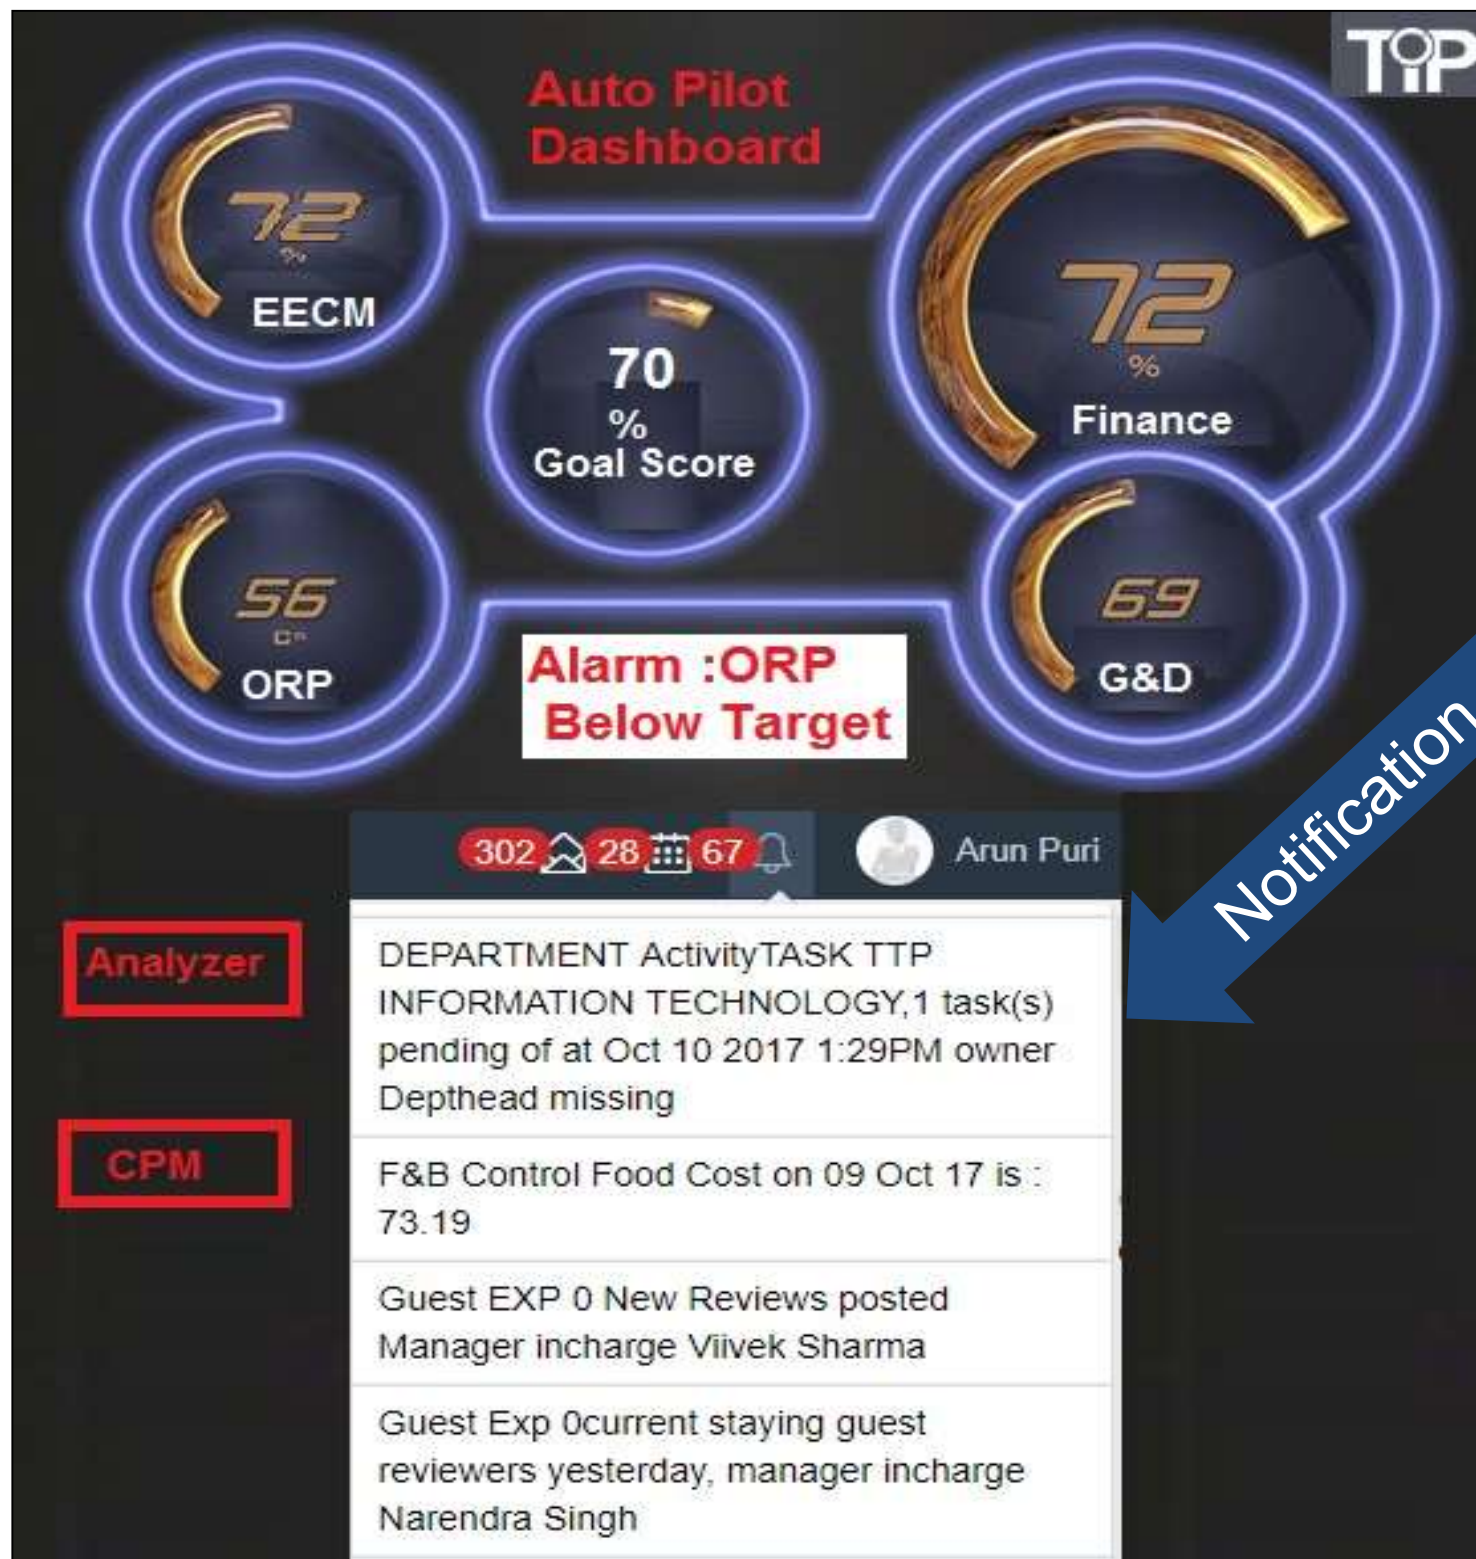 TIP
Auto Pilot
Dashboard
72
%
EECM
70
%
Goal Score
72
%
Finance
56
ORP
69
G&D
Alarm :ORP
Below Target
Notification
302 28 67 Arun Puri
Analyzer
DEPARTMENT ActivityTASK TTP
INFORMATION TECHNOLOGY,1 task(s)
pending of at Oct 10 2017 1:29PM owner
Depthead missing
CPM
F&B Control Food Cost on 09 Oct 17 is :
73.19
Guest EXP 0 New Reviews posted
Manager incharge Viivek Sharma
Guest Exp 0current staying guest
reviewers yesterday, manager incharge
Narendra Singh